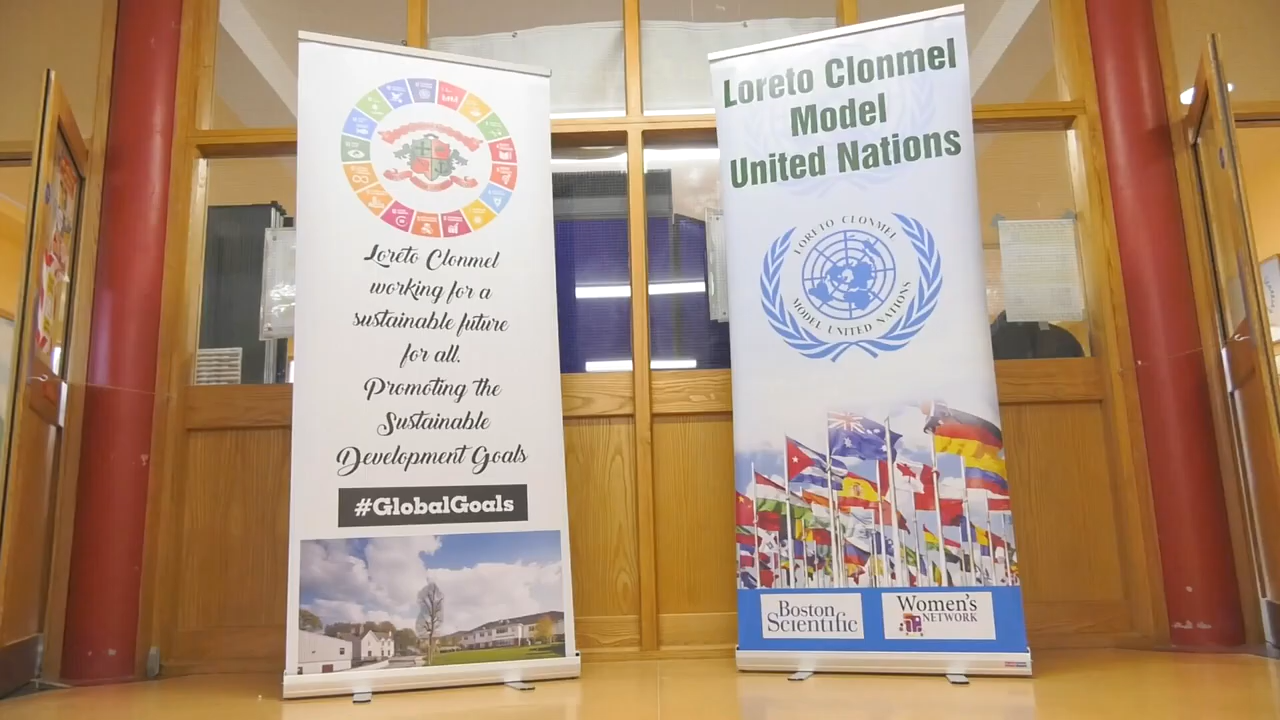 Loreto Clonmel
working for a
sustainable future
for all.
Promoting the
Sustainable
Development Goals
#GlobalGoals
Loreto Clonmel
Model
United Nations
LORETO CLONMEL
MODEL UNITED NATIONS
Boston
Scientific
Women's
NETWORK